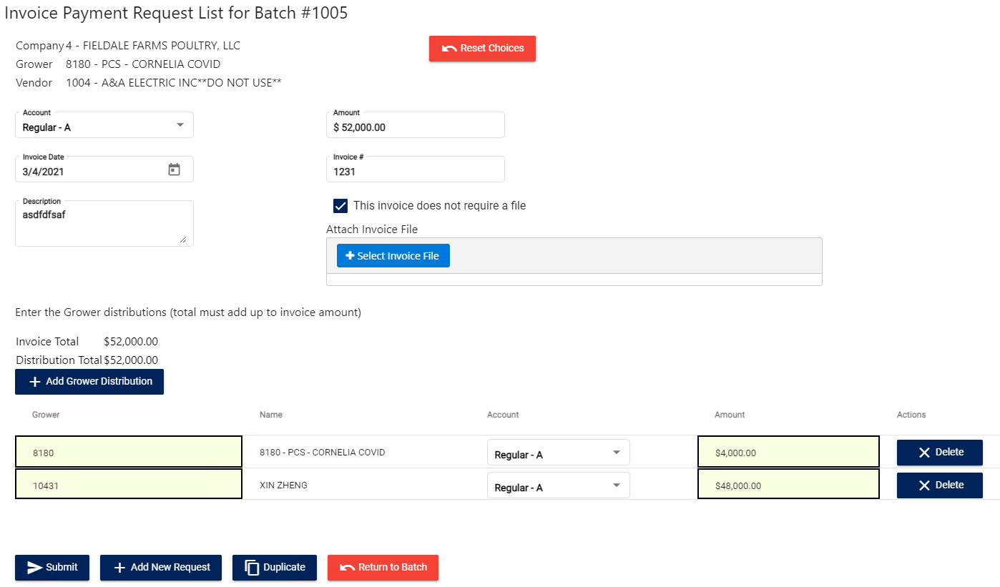 Invoice Payment Request List for Batch #1005
Company 4 - FIELDALE FARMS POULTRY, LLC
Reset Choices
Grower 8180 - PCS - CORNELIA COVID
Vendor 1004 - A&A ELECTRIC INC**DO NOT USE**
Account
Regular - A
Amount
$ 52,000.00
Invoice Date
3/4/2021
Invoice #
1231
Description
asdfdfsaf
This invoice does not require a file
Attach Invoice File
Select Invoice File
Enter the Grower distributions (total must add up to invoice amount)
Invoice Total $52,000.00
Distribution Total $52,000.00
Add Grower Distribution
Grower Name Account Amount Actions
8180 8180 - PCS - CORNELIA COVID Regular - A $4,000.00 Delete
10431 XIN ZHENG Regular - A $48,000.00 Delete
Submit Add New Request Duplicate Return to Batch